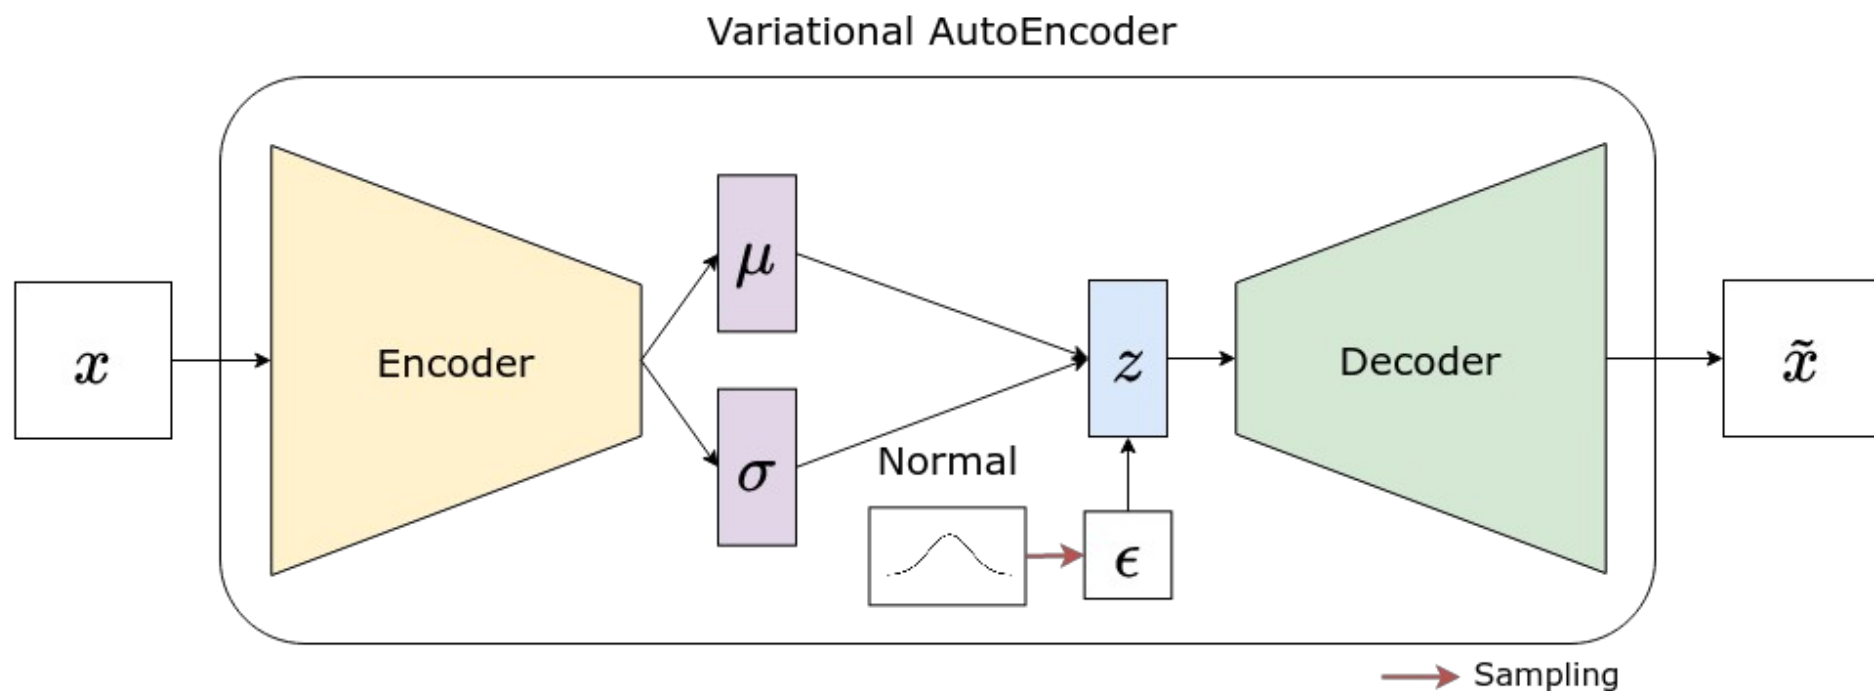 Variational AutoEncoder
x
Encoder
μ
σ
Normal
ϵ
z
Decoder
x̃
Sampling